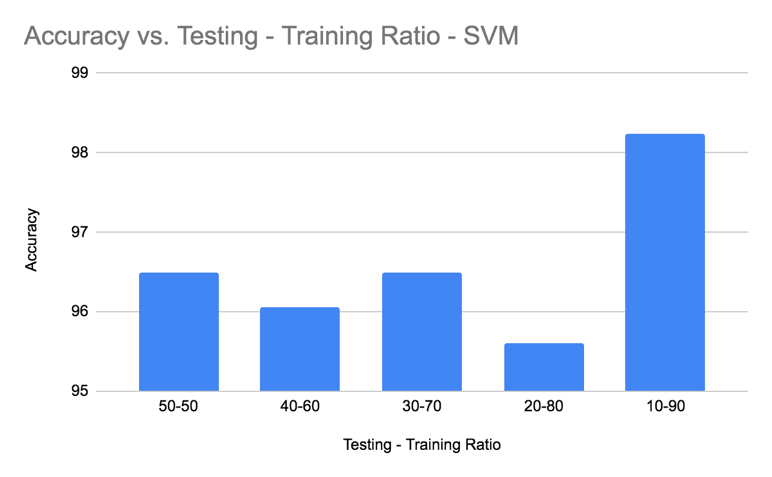 Accuracy vs. Testing - Training Ratio - SVM
99
98
97
96
95
Accuracy
50-50 40-60 30-70 20-80 10-90
Testing - Training Ratio